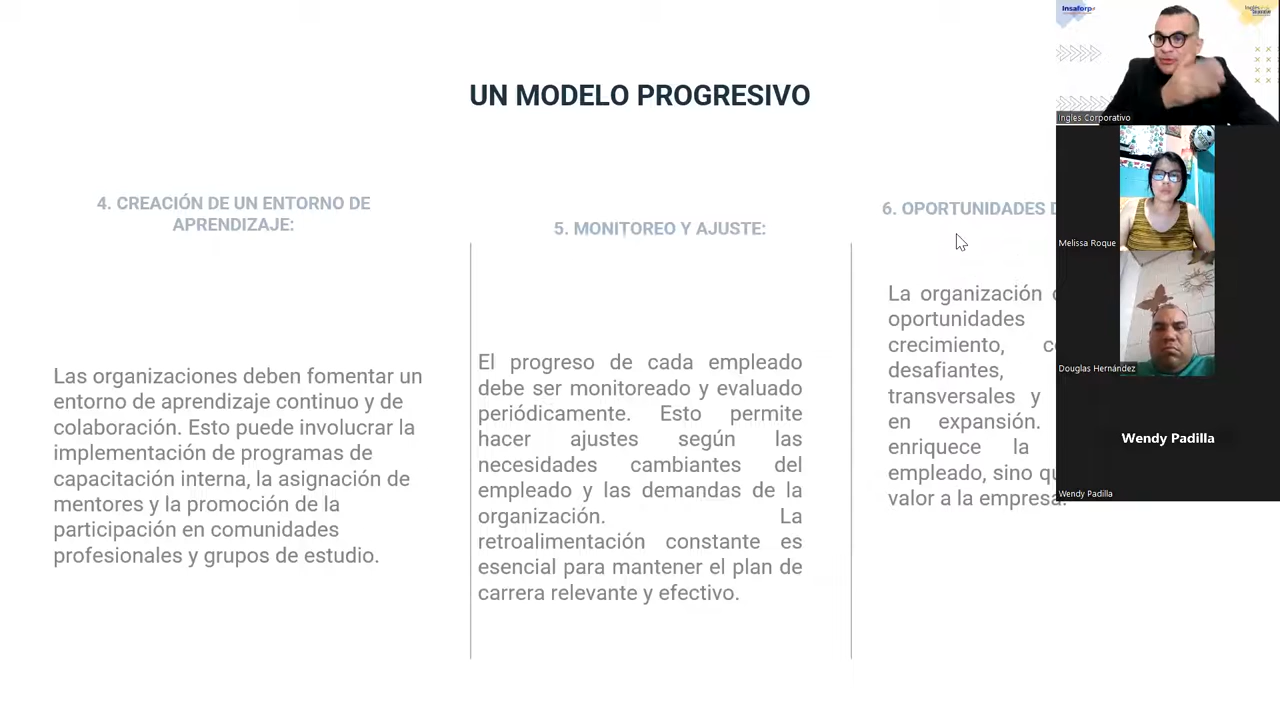 UN MODELO PROGRESIVO
4. CREACIÓN DE UN ENTORNO DE
APRENDIZAJE:
Las organizaciones deben fomentar un
entorno de aprendizaje continuo y de
colaboración. Esto puede involucrar la
implementación de programas de
capacitación interna, la asignación de
mentores y la promoción de la
participación en comunidades
profesionales y grupos de estudio.
5. MONITOREO Y AJUSTE:
El progreso de cada empleado
debe ser monitoreado y evaluado
periódicamente. Esto permite
hacer ajustes según las
necesidades cambiantes del
empleado y las demandas de la
organización. La
retroalimentación constante es
esencial para mantener el plan de
carrera relevante y efectivo.
6. OPORTUNIDADES
La organización
oportunidades
crecimiento,
desafiantes,
transversales y
en expansión.
enriquece la
empleado, sino
valor a la empresa.
Insaforp
Ingles Corporativo
Melissa Roque
Douglas Hernández
Wendy Padilla
Wendy Padilla